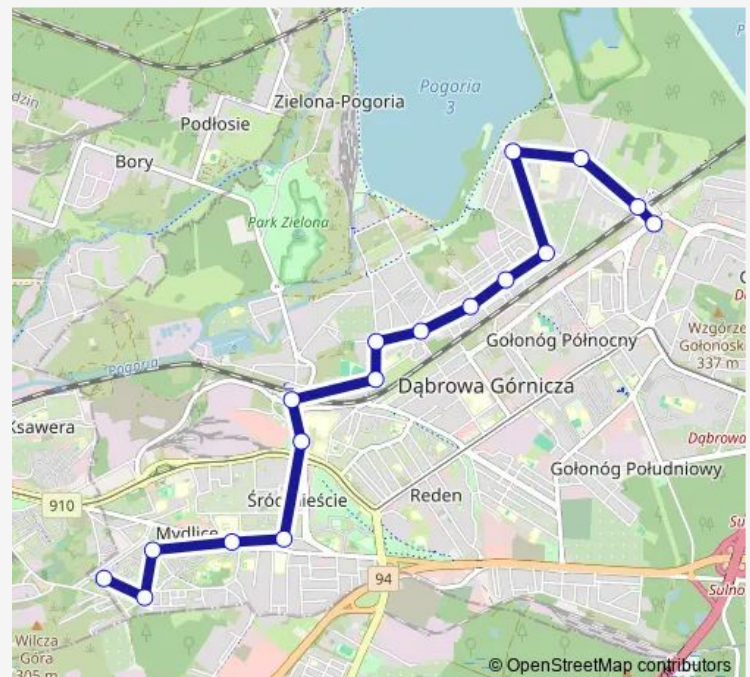 Pogoria
3
Zielona-Pogoria
Podłosie
Bory
Park Zielona
Pogoria
Gołonóg Północny
Wzgórze
Gołonoski
337 m
Dąbrowa Górnicza
Ksawera
Dąbrowa
Gołonóg Południowy
910
Śródmieście
Reden
Mydlice
94
Wilcza
Góra
305 m
© OpenStreetMap contributors